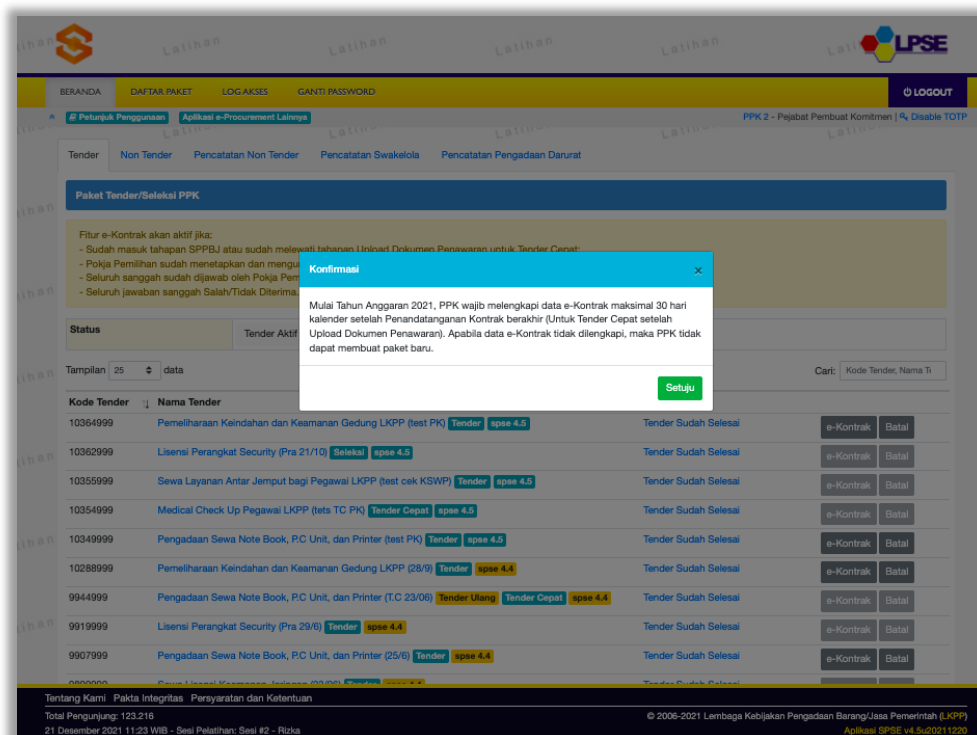 Latihan Latihan Latihan Latihan
LPSE
BERANDA DAFTAR PAKET LOG AKSES GANTI PASSWORD LOGOUT
Petunjuk Penggunaan Aplikasi e-Procurement Lainnya PPK 2 - Pejabat Pembuat Komitmen | Disable TOTP
Tender Non Tender Pencatatan Non Tender Pencatatan Swakelola Pencatatan Pengadaan Darurat
Paket Tender/Seleksi PPK
Fitur e-Kontrak akan aktif jika:
- Sudah masuk tahapan SPPBJ atau sudah melewati tahapan Upload Dokumen Penawaran untuk Tender Cepat;
- Pokja Pemilihan sudah menetapkan dan
- Seluruh sanggah sudah dijawab oleh Pokja
- Seluruh jawaban sanggah Salah/Tidak Diterima.
Konfirmasi ×
Mulai Tahun Anggaran 2021, PPK wajib melengkapi data e-Kontrak maksimal 30 hari
kalender setelah Penandatanganan Kontrak berakhir (Untuk Tender Cepat setelah
Upload Dokumen Penawaran). Apabila data e-Kontrak tidak dilengkapi, maka PPK tidak
dapat membuat paket baru.
Setuju
Status Tender Aktif
Tampilan 25 data Cari: Kode Tender, Nama
Kode Tender Nama Tender
10364999 Pemeliharaan Keindahan dan Keamanan Gedung LKPP (test PK) Tender spse 4.5 Tender Sudah Selesai e-Kontrak Batal
10362999 Lisensi Perangkat Security (Pra 21/10) Seleksi spse 4.5 Tender Sudah Selesai e-Kontrak Batal
10355999 Sewa Layanan Antar Jemput bagi Pegawai LKPP (test cek KSWP) Tender spse 4.5 Tender Sudah Selesai e-Kontrak Batal
10354999 Medical Check Up Pegawai LKPP (tets TC PK) Tender Cepat spse 4.5 Tender Sudah Selesai e-Kontrak Batal
10349999 Pengadaan Sewa Note Book, P.C Unit, dan Printer (test PK) Tender spse 4.5 Tender Sudah Selesai e-Kontrak Batal
10288999 Pemeliharaan Keindahan dan Keamanan Gedung LKPP (28/9) Tender spse 4.4 Tender Sudah Selesai e-Kontrak Batal
9944999 Pengadaan Sewa Note Book, P.C Unit, dan Printer (T.C 23/06) Tender Ulang Tender Cepat spse 4.4 Tender Sudah Selesai e-Kontrak Batal
9919999 Lisensi Perangkat Security (Pra 29/6) Tender spse 4.4 Tender Sudah Selesai e-Kontrak Batal
9907999 Pengadaan Sewa Note Book, P.C Unit, dan Printer (25/6) Tender spse 4.4 Tender Sudah Selesai e-Kontrak Batal
Tentang Kami Pakta Integritas Persyaratan dan Ketentuan
Total Pengunjung: 123.216 © 2006-2021 Lembaga Kebijakan Pengadaan Barang/Jasa Pemerintah (LKPP)
21 Desember 2021 11:23 WIB - Sesi Pelatihan: Sesi #2 - Rizka Aplikasi SPSE v4.5u20211220